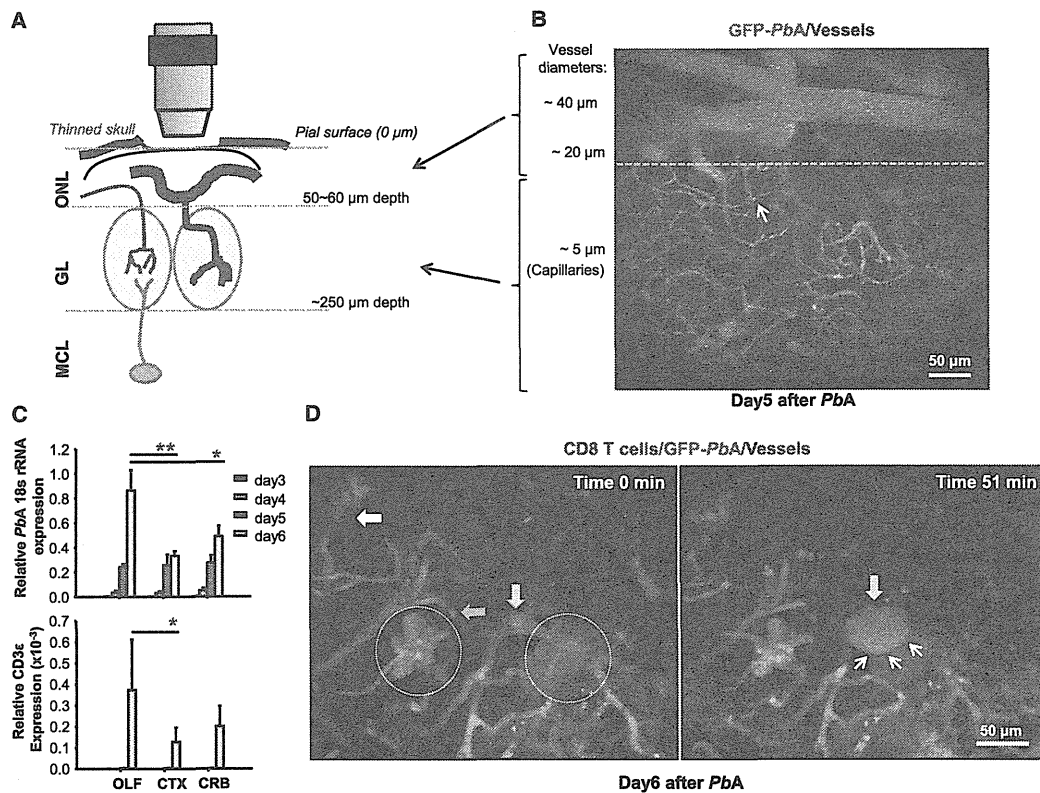 A
Thinned skull
Pial surface (0 µm)
ONL
50~60 µm depth
GL
~250 µm depth
MCL
B
GFP-PbA/Vessels
Vessel
diameters:
~ 40 µm
~ 20 µm
~ 5 µm
(Capillaries)
50 µm
Day5 after PbA
C
Relative PbA 18s rRNA
expression
1.2
1.0
0.8
0.6
0.4
0.2
0.0
**
*
day3
day4
day5
day6
Relative CD3ε
Expression (x10⁻³)
0.7
0.6
0.5
0.4
0.3
0.2
0.1
0.0
*
OLF CTX CRB
D
CD8 T cells/GFP-PbA/Vessels
Time 0 min
Time 51 min
50 µm
Day6 after PbA